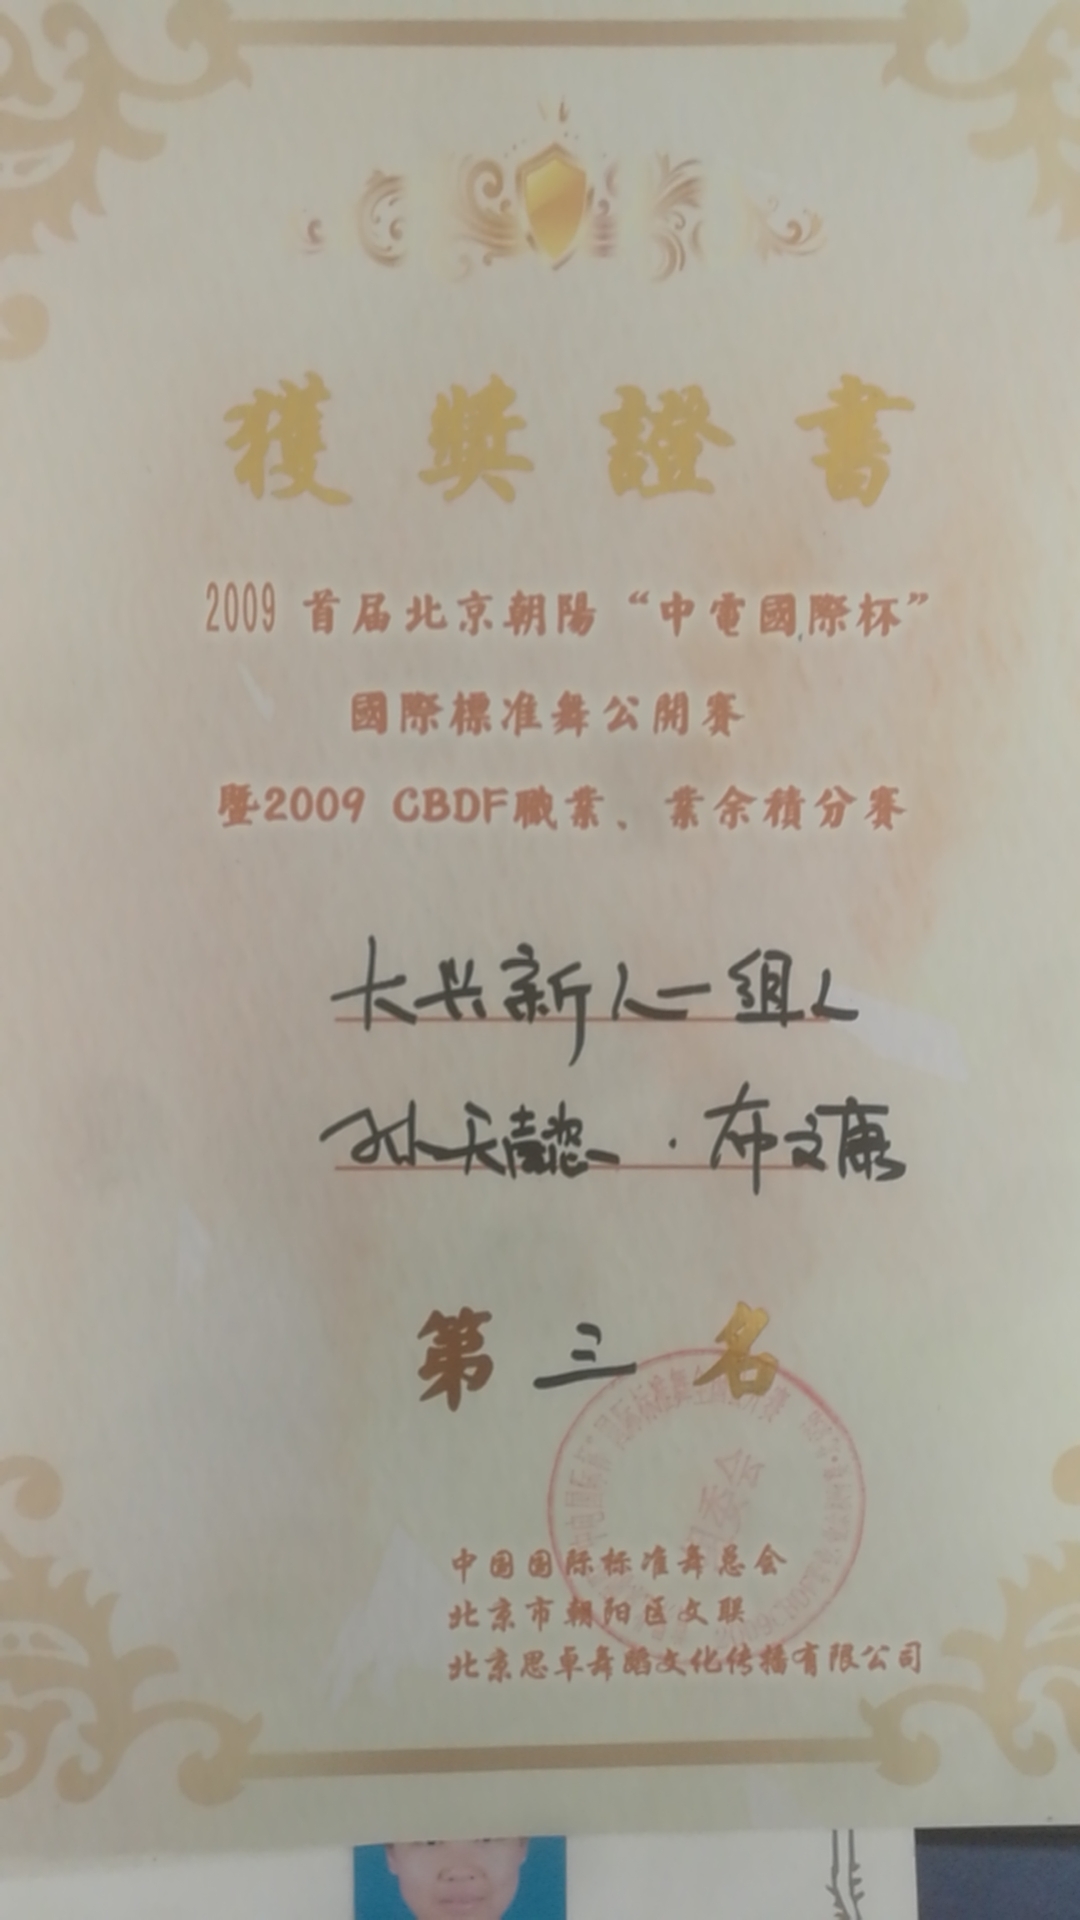 獲獎證書
2009 首届北京朝陽“中電國際杯”
國際標准舞公開賽
暨2009 CBDF職業、業余積分賽
大兴新人一组L
孙天懿 · 布文康
第三名
中国国际标准舞总会
北京市朝阳区文联
北京思卓舞蹈文化传播有限公司